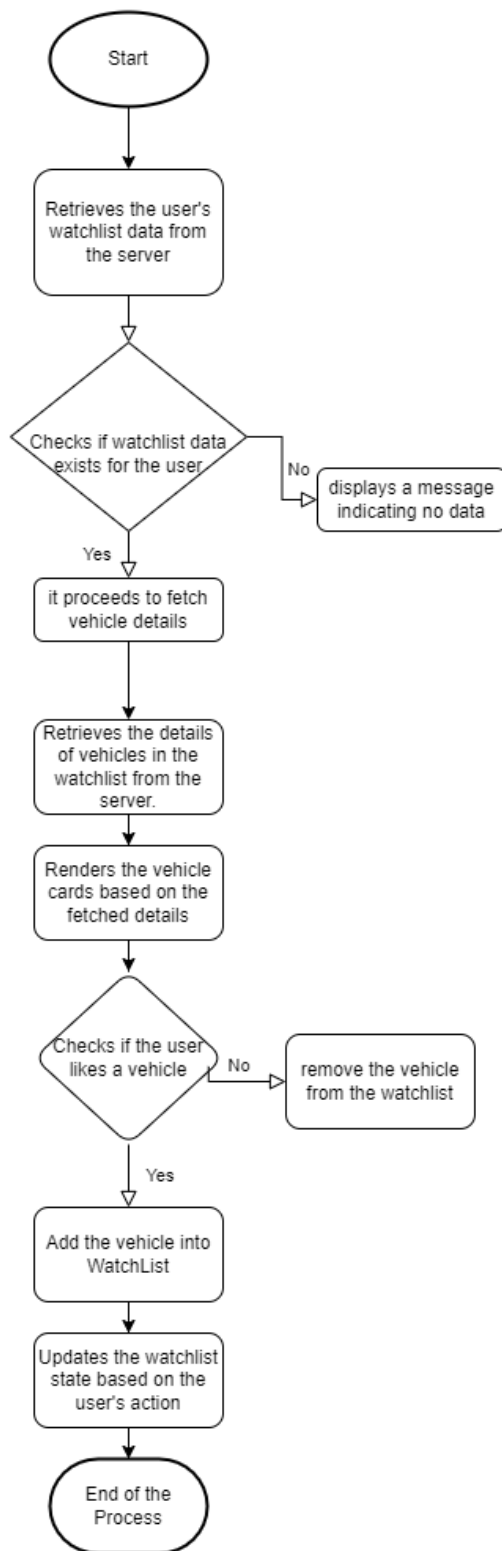 Start
Retrieves the user's
watchlist data from
the server
Checks if watchlist data
exists for the user
No
displays a message
indicating no data
Yes
it proceeds to fetch
vehicle details
Retrieves the details
of vehicles in the
watchlist from the
server.
Renders the vehicle
cards based on the
fetched details
Checks if the user
likes a vehicle
No
remove the vehicle
from the watchlist
Yes
Add the vehicle into
WatchList
Updates the watchlist
state based on the
user's action
End of the
Process